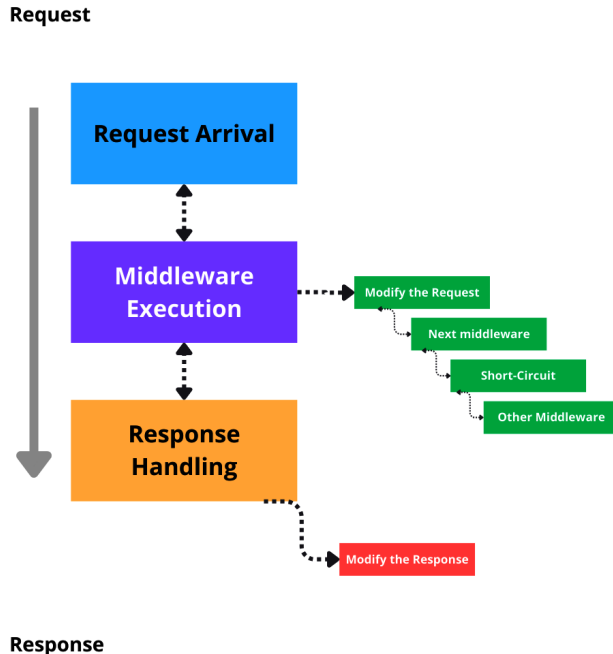 Request
Request Arrival
Middleware
Execution
Modify the Request
Next middleware
Short-Circuit
Other Middleware
Response
Handling
Modify the Response
Response